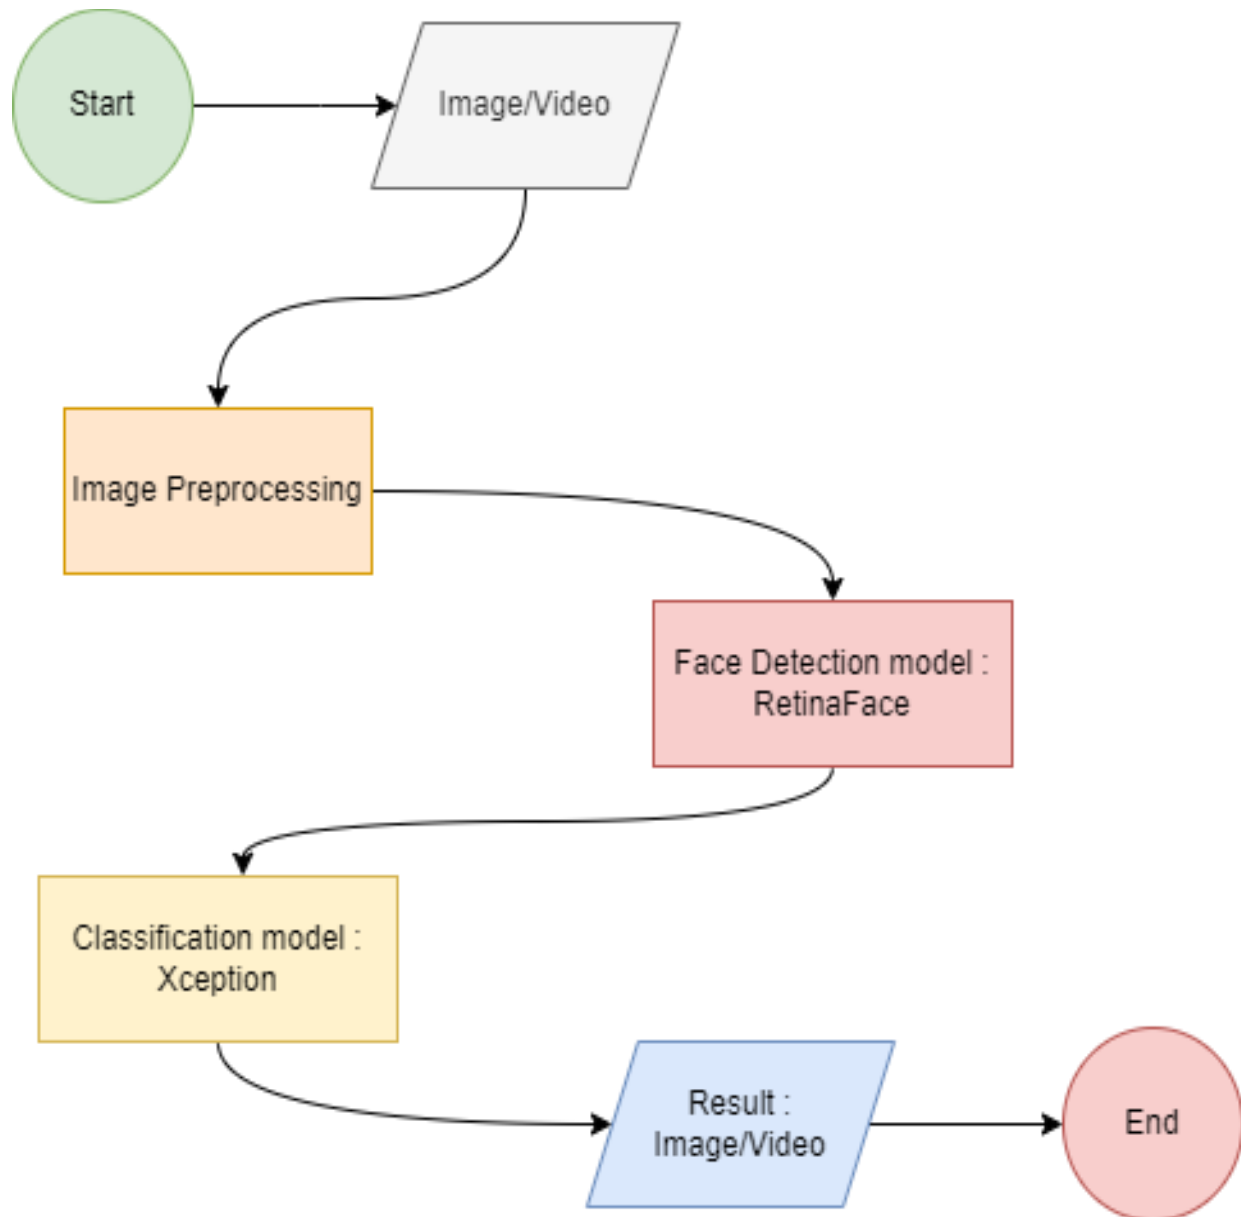 Start
Image/Video
Image Preprocessing
Face Detection model :
RetinaFace
Classification model :
Xception
Result :
Image/Video
End